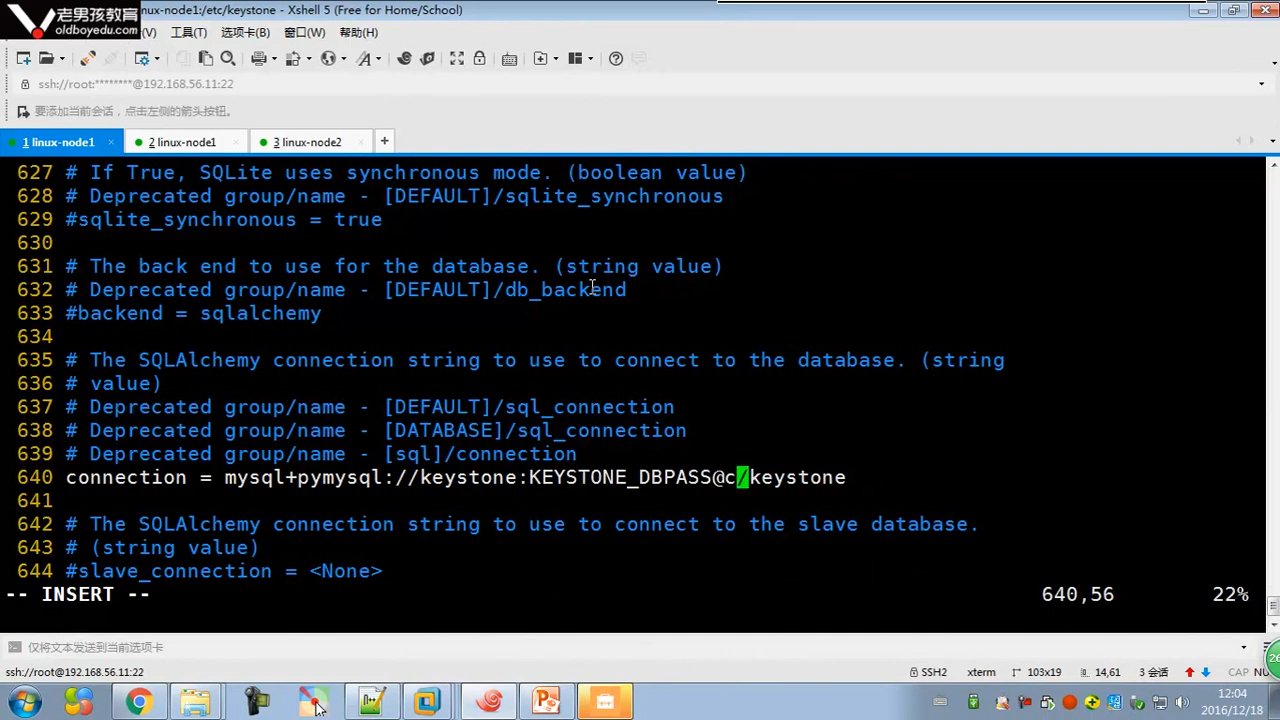 老男孩教育
oldboyedu.com
nux-node1:/etc/keystone - Xshell 5 (Free for Home/School)
(V) 工具(T) 选项卡(B) 窗口(W) 帮助(H)
ssh://root:********@192.168.56.11:22
要添加当前会话，点击左侧的箭头按钮。
1 linux-node1 × 2 linux-node1 × 3 linux-node2 × +
627 # If True, SQLite uses synchronous mode. (boolean value)
628 # Deprecated group/name - [DEFAULT]/sqlite_synchronous
629 #sqlite_synchronous = true
630
631 # The back end to use for the database. (string value)
632 # Deprecated group/name - [DEFAULT]/db_backend
633 #backend = sqlalchemy
634
635 # The SQLAlchemy connection string to use to connect to the database. (string
636 # value)
637 # Deprecated group/name - [DEFAULT]/sql_connection
638 # Deprecated group/name - [DATABASE]/sql_connection
639 # Deprecated group/name - [sql]/connection
640 connection = mysql+pymysql://keystone:KEYSTONE_DBPASS@c/keystone
641
642 # The SQLAlchemy connection string to use to connect to the slave database.
643 # (string value)
644 #slave_connection = <None>
-- INSERT -- 640,56 22%
仅将文本发送到当前选项卡
ssh://root@192.168.56.11:22 SSH2 xterm 103x19 14,61 3 会话 CAP NU
12:04
2016/12/18